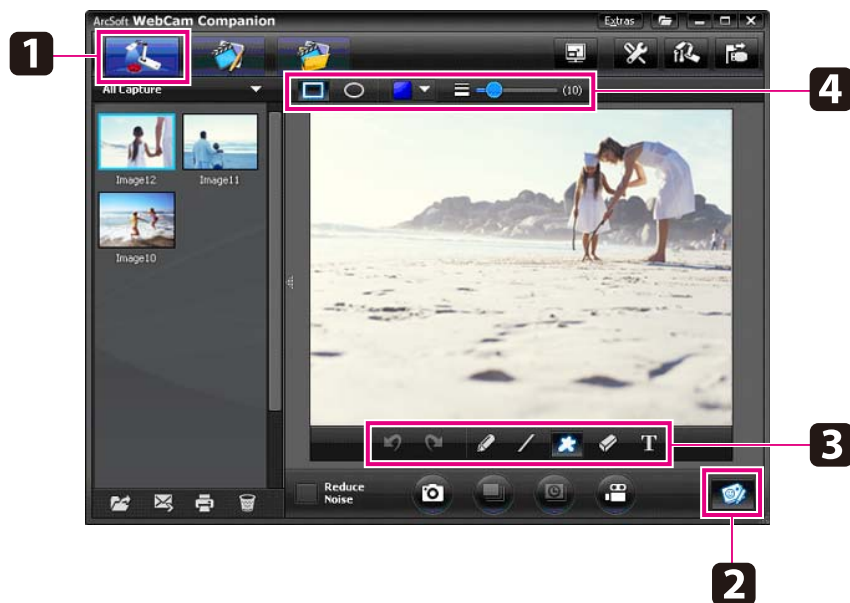 ArcSoft WebCam Companion
Extras
1
All Capture
(10)
4
Image12
Image11
Image10
T
3
Reduce
Noise
2